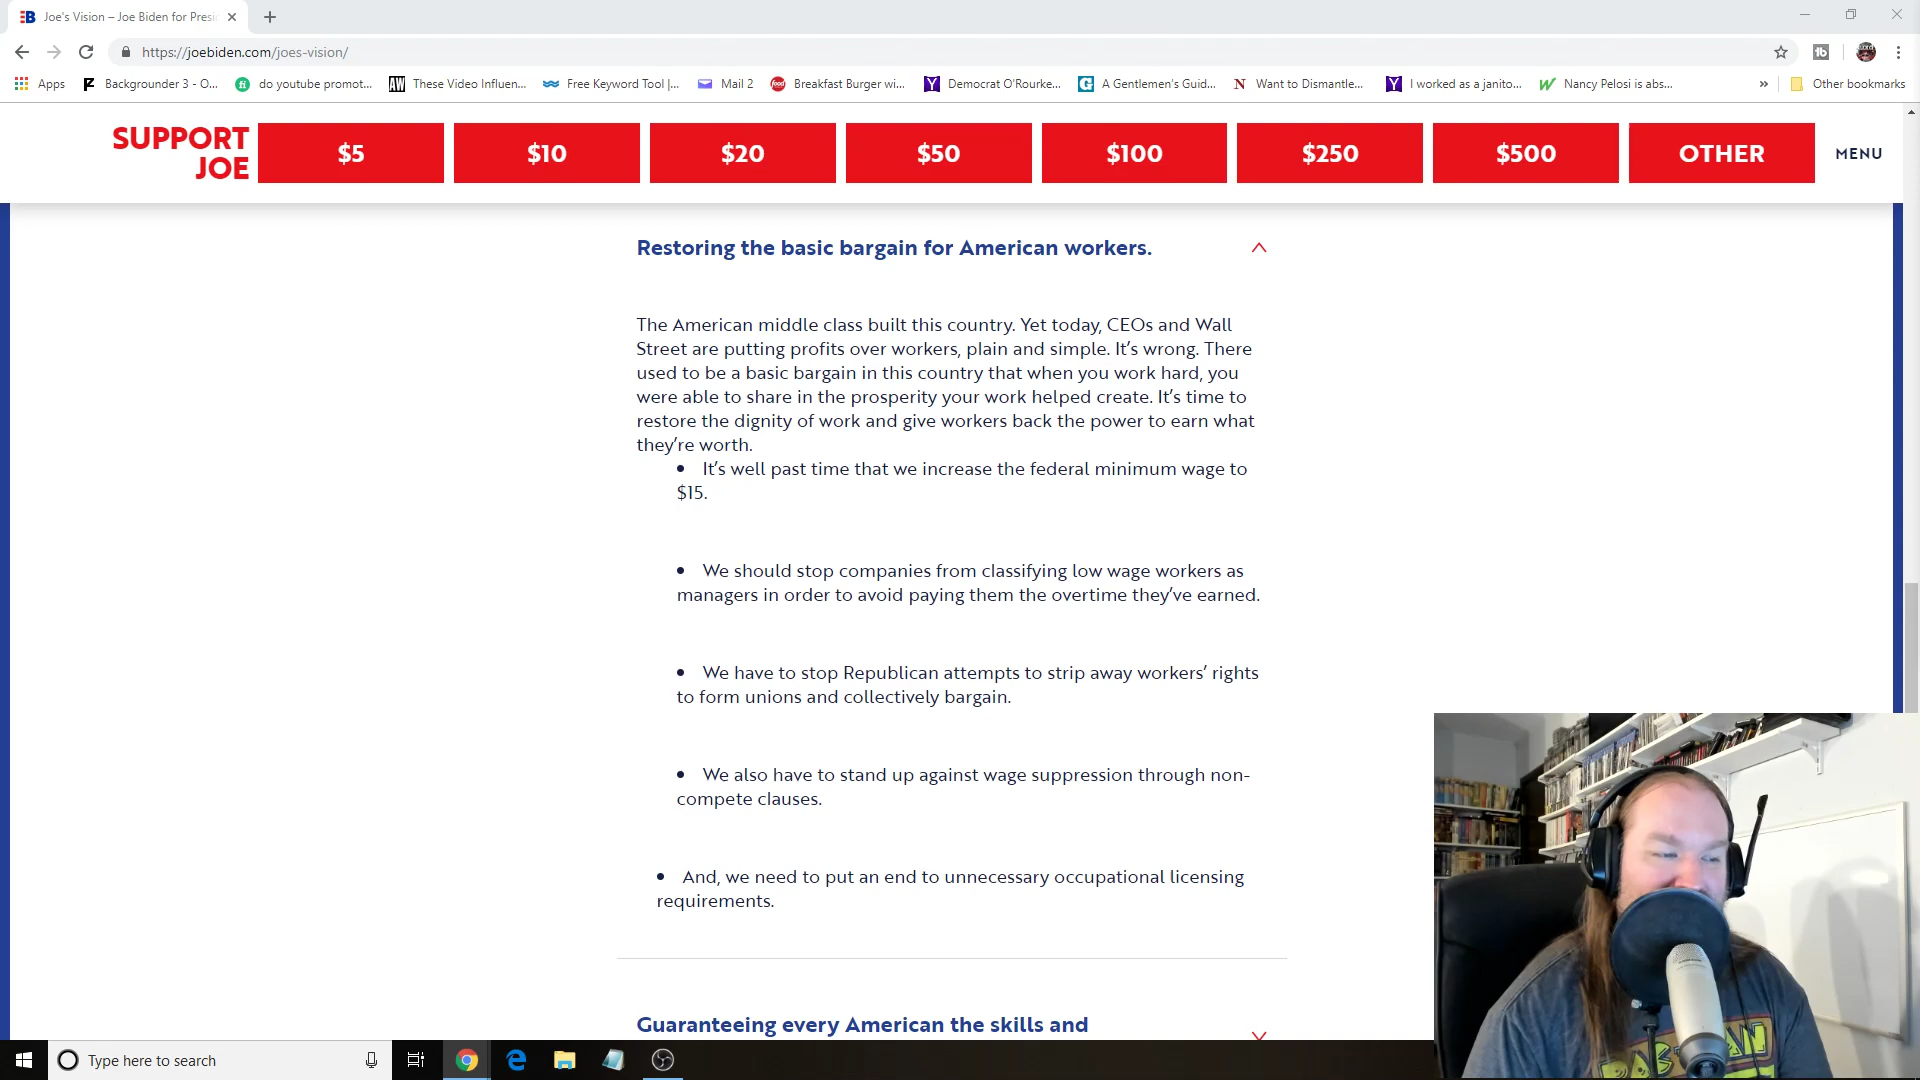 Joe's Vision – Joe Biden for Presi
https://joebiden.com/joes-vision/
Apps
Backgrounder 3 - O...
do youtube promot...
These Video Influen...
Free Keyword Tool |...
Mail 2
Breakfast Burger wi...
Democrat O'Rourke...
A Gentlemen's Guid...
Want to Dismantle...
I worked as a janito...
Nancy Pelosi is abs...
»
Other bookmarks
SUPPORT
JOE
$5
$10
$20
$50
$100
$250
$500
OTHER
MENU
Restoring the basic bargain for American workers.
The American middle class built this country. Yet today, CEOs and Wall
Street are putting profits over workers, plain and simple. It's wrong. There
used to be a basic bargain in this country that when you work hard, you
were able to share in the prosperity your work helped create. It's time to
restore the dignity of work and give workers back the power to earn what
they're worth.
• It's well past time that we increase the federal minimum wage to
$15.
• We should stop companies from classifying low wage workers as
managers in order to avoid paying them the overtime they've earned.
• We have to stop Republican attempts to strip away workers' rights
to form unions and collectively bargain.
• We also have to stand up against wage suppression through non-
compete clauses.
• And, we need to put an end to unnecessary occupational licensing
requirements.
Guaranteeing every American the skills and
Type here to search